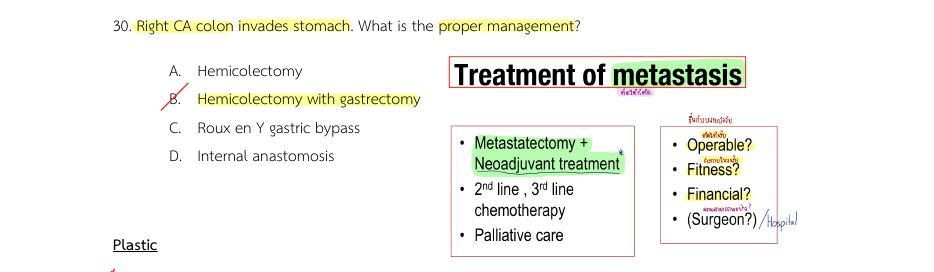 30. Right CA colon invades stomach. What is the proper management?
A. Hemicolectomy
B. Hemicolectomy with gastrectomy
C. Roux en Y gastric bypass
D. Internal anastomosis
Plastic
Treatment of metastasis
• Metastatectomy +
Neoadjuvant treatment*
• 2nd line , 3rd line
chemotherapy
• Palliative care
• Operable?
• Fitness?
• Financial?
• (Surgeon?) /Hospital